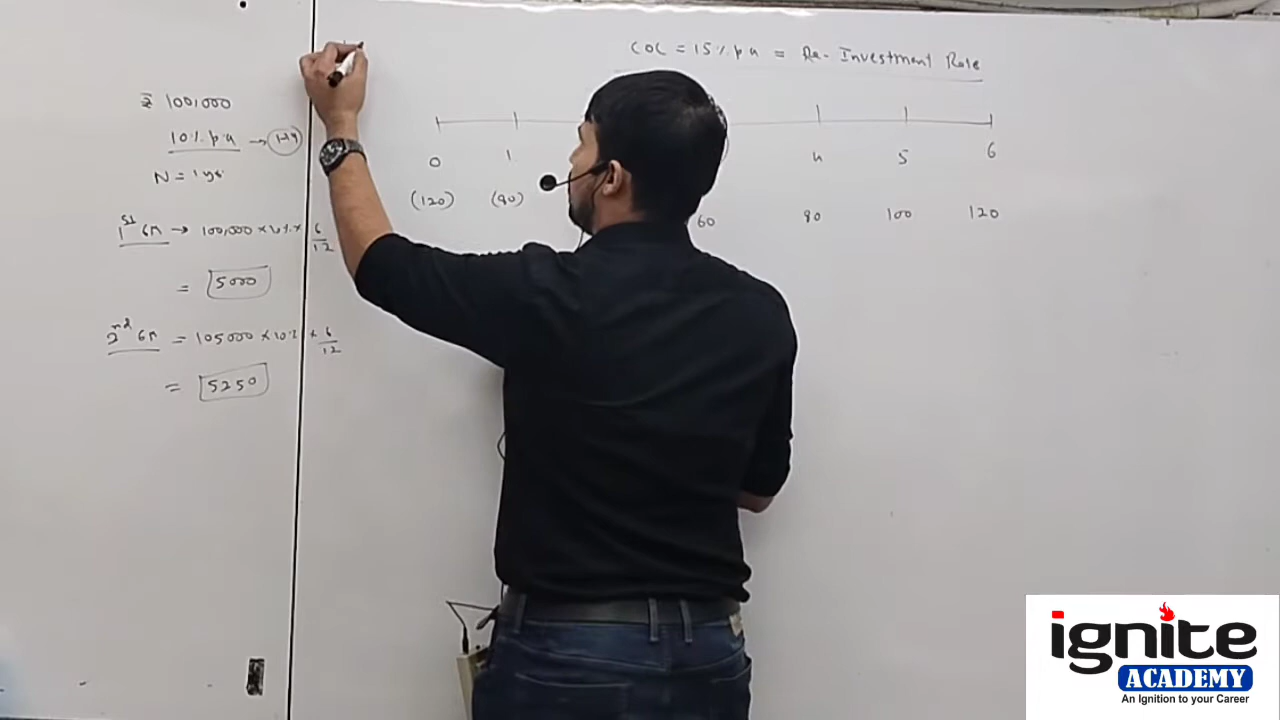 ₹ 100,000
10% p.a → H.Y
N = 1 yr
1st 6m → 100,000 × 10% × 6/12
= 5000
2nd 6m = 105000 × 10% × 6/12
= 5250
COC = 15% pa = Re-Investment Rate
0 1 4 5 6
(120) (80) 60 80 100 120
ignite
ACADEMY
An Ignition to your Career